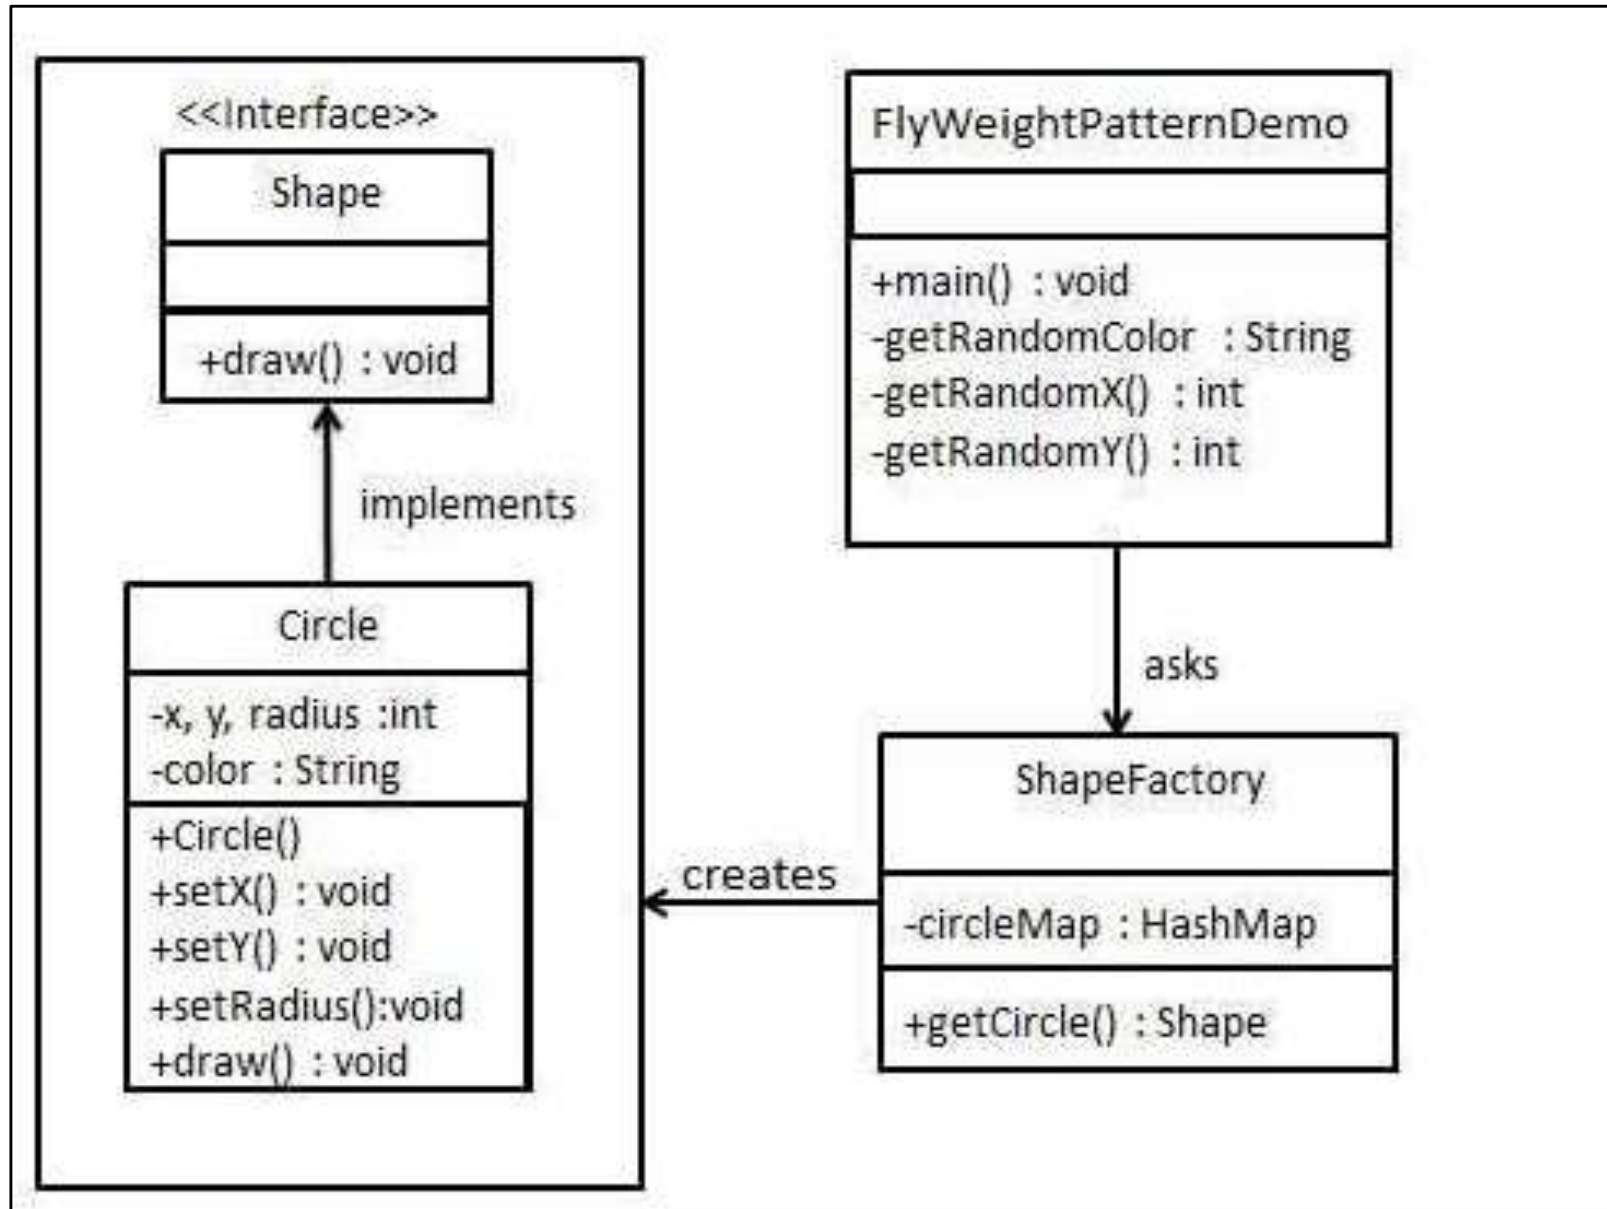 <<Interface>>
Shape
+draw() : void
implements
Circle
-x, y, radius :int
-color : String
+Circle()
+setX() : void
+setY() : void
+setRadius():void
+draw() : void
FlyWeightPatternDemo
+main() : void
-getRandomColor : String
-getRandomX() : int
-getRandomY() : int
asks
ShapeFactory
-circleMap : HashMap
+getCircle() : Shape
creates